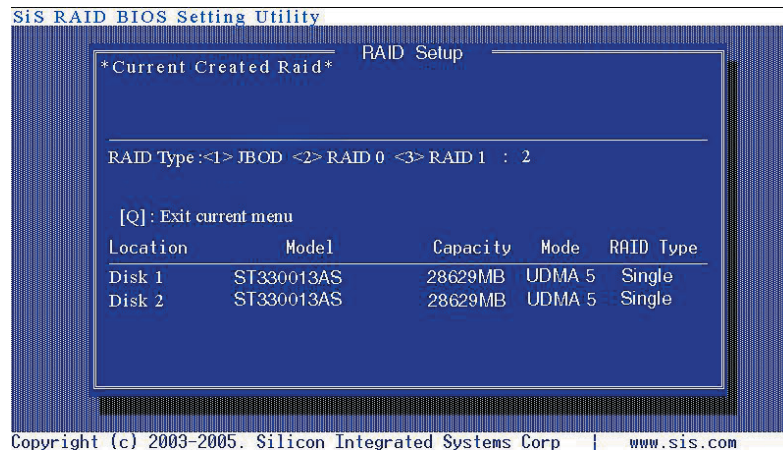 SiS RAID BIOS Setting Utility
RAID Setup
*Current Created Raid*
RAID Type :<1> JBOD <2> RAID 0 <3> RAID 1 : 2
[Q] : Exit current menu
Location Model Capacity Mode RAID Type
Disk 1 ST330013AS 28629MB UDMA 5 Single
Disk 2 ST330013AS 28629MB UDMA 5 Single
Copyright (c) 2003-2005. Silicon Integrated Systems Corp | www.sis.com